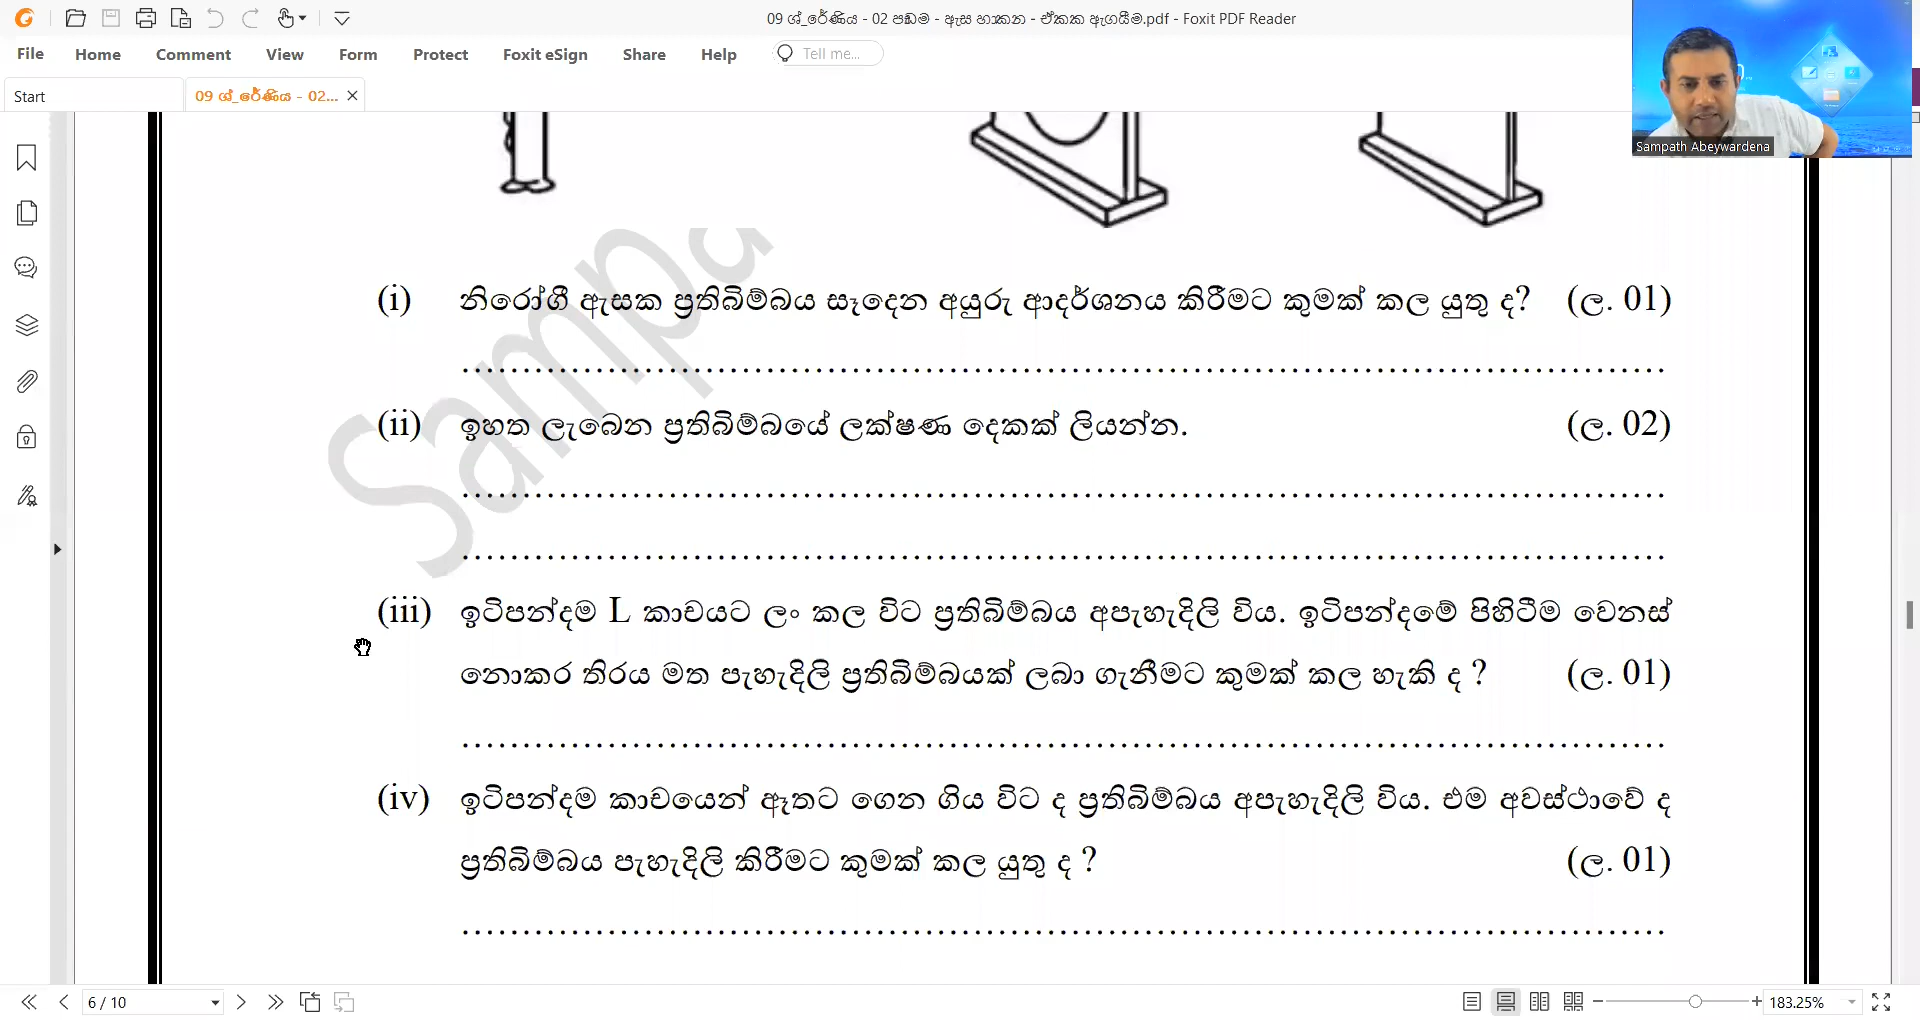 09 ශ්‍රේණිය - 02 පාඩම - ඇස හා කන - ඒකක ඇගයීම.pdf - Foxit PDF Reader
File Home Comment View Form Protect Foxit eSign Share Help Tell me...
Start 09 ශ්‍රේණිය - 02...
Sampath Abeywardena
Sampa
(i) නිරෝගී ඇසක ප්‍රතිබිම්බය සෑදෙන අයුරු ආදර්ශනය කිරීමට කුමක් කල යුතු ද? (ල. 01)
(ii) ඉහත ලැබෙන ප්‍රතිබිම්බයේ ලක්ෂණ දෙකක් ලියන්න. (ල. 02)
(iii) ඉටිපන්දම L කාචයට ලං කල විට ප්‍රතිබිම්බය අපැහැදිලි විය. ඉටිපන්දමේ පිහිටීම වෙනස්
නොකර තිරය මත පැහැදිලි ප්‍රතිබිම්බයක් ලබා ගැනීමට කුමක් කල හැකි ද ? (ල. 01)
(iv) ඉටිපන්දම කාචයෙන් ඈතට ගෙන ගිය විට ද ප්‍රතිබිම්බය අපැහැදිලි විය. එම අවස්ථාවේ ද
ප්‍රතිබිම්බය පැහැදිලි කිරීමට කුමක් කල යුතු ද ? (ල. 01)
6 / 10 183.25%